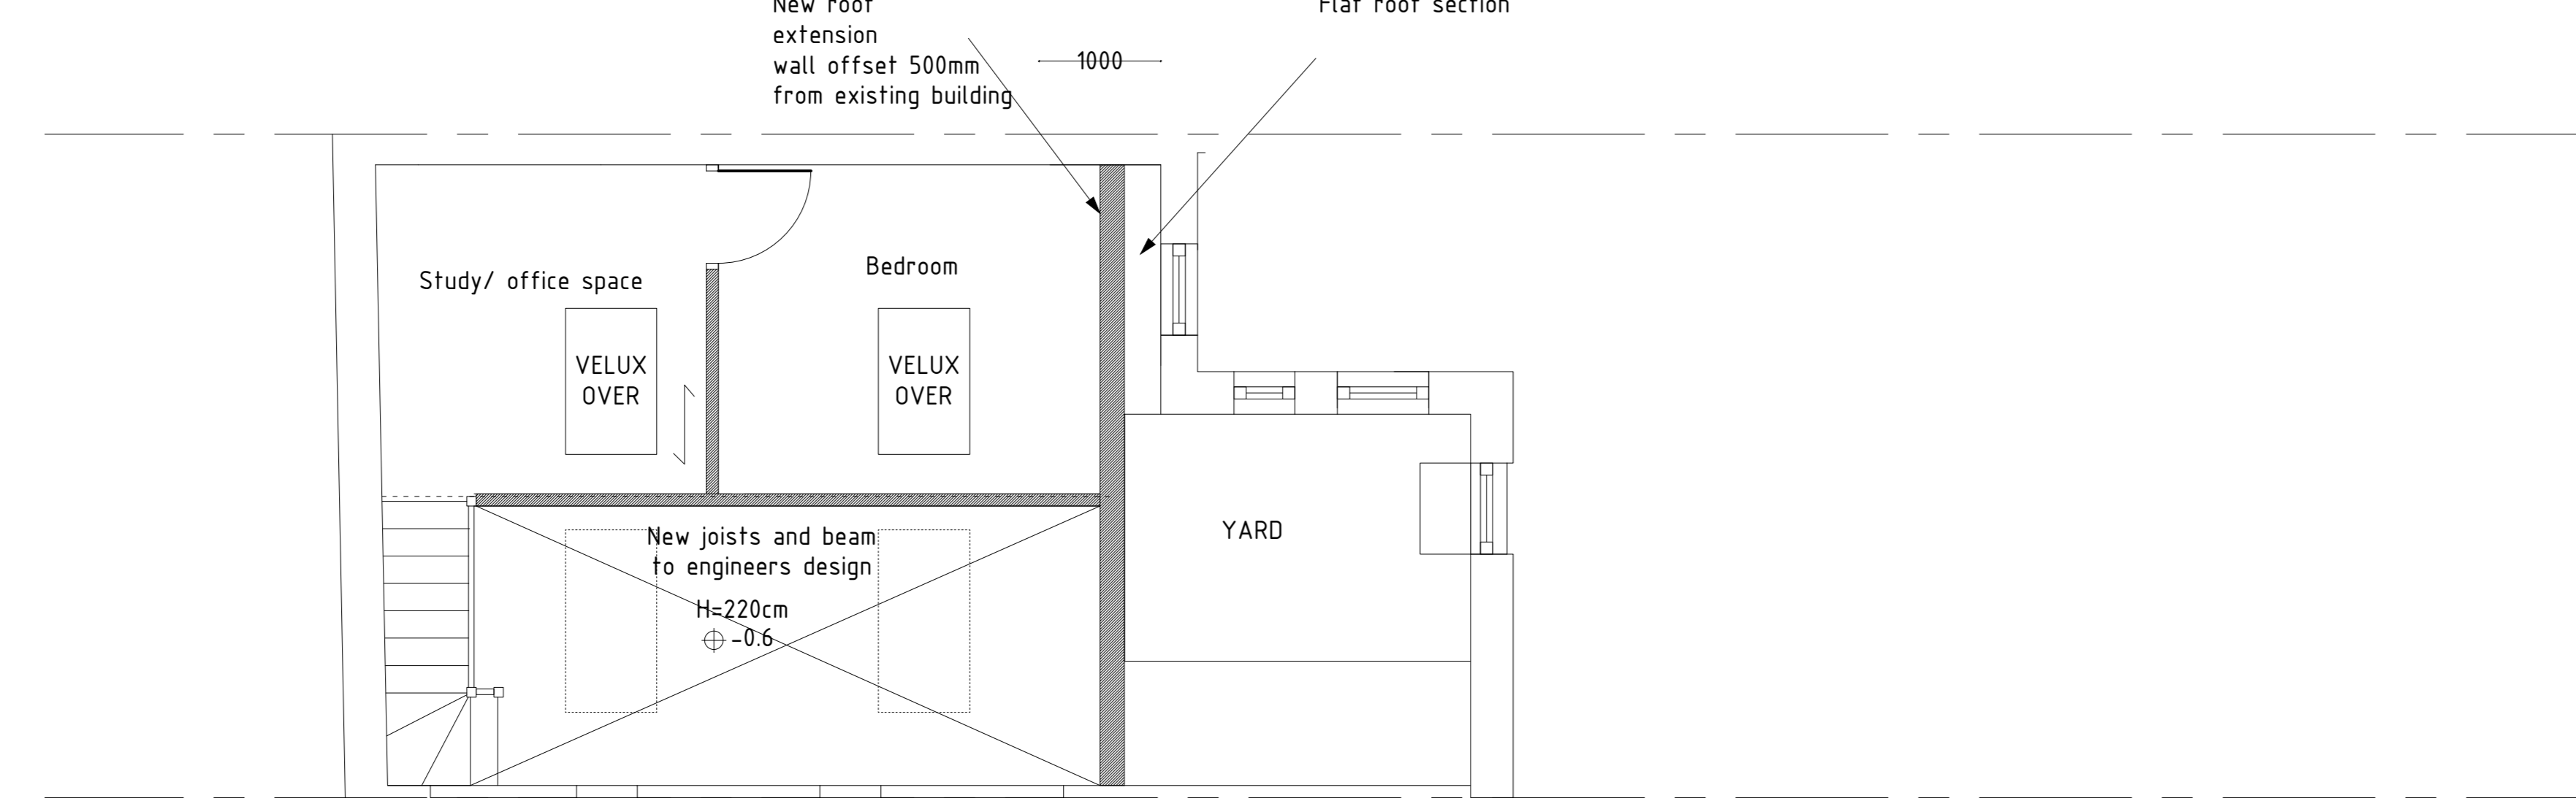 New roof
extension
wall offset 500mm
from existing building
1000
Flat roof section
Study/ office space
Bedroom
VELUX
OVER
VELUX
OVER
New joists and beam
to engineers design
H=220cm
-0.6
YARD